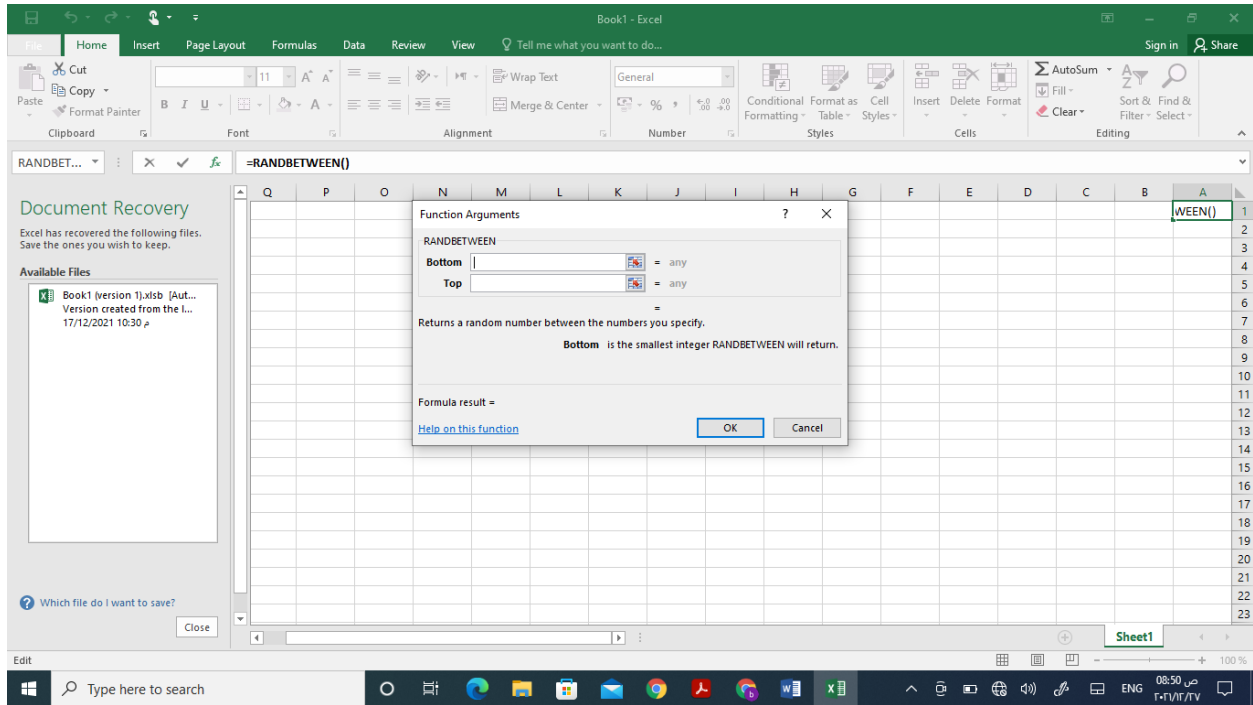 Book1 - Excel
File Home Insert Page Layout Formulas Data Review View Tell me what you want to do... Sign in Share
Paste
Cut
Copy
Format Painter
Clipboard
11 A A
B I U A
Font
Wrap Text
Merge & Center
Alignment
General
% , .00
Number
Conditional Formatting
Format as Table
Cell Styles
Styles
Insert Delete Format
Cells
AutoSum
Fill
Clear
Sort & Filter
Find & Select
Editing
RANDBET... fx =RANDBETWEEN()
Document Recovery
Excel has recovered the following files.
Save the ones you wish to keep.
Available Files
Book1 (version 1).xlsb [Aut...
Version created from the l...
17/12/2021 10:30 م
Which file do I want to save?
Close
Q P O N M L K J I H G F E D C B A
WEEN() 1
2
3
4
5
6
7
8
9
10
11
12
13
14
15
16
17
18
19
20
21
22
23
Function Arguments ? X
RANDBETWEEN
Bottom = any
Top = any
=
Returns a random number between the numbers you specify.
Bottom is the smallest integer RANDBETWEEN will return.
Formula result =
Help on this function
OK Cancel
Sheet1
Edit 100 %
Type here to search
ENG
08:50 ص
٢٠٢١/١٢/٢٧